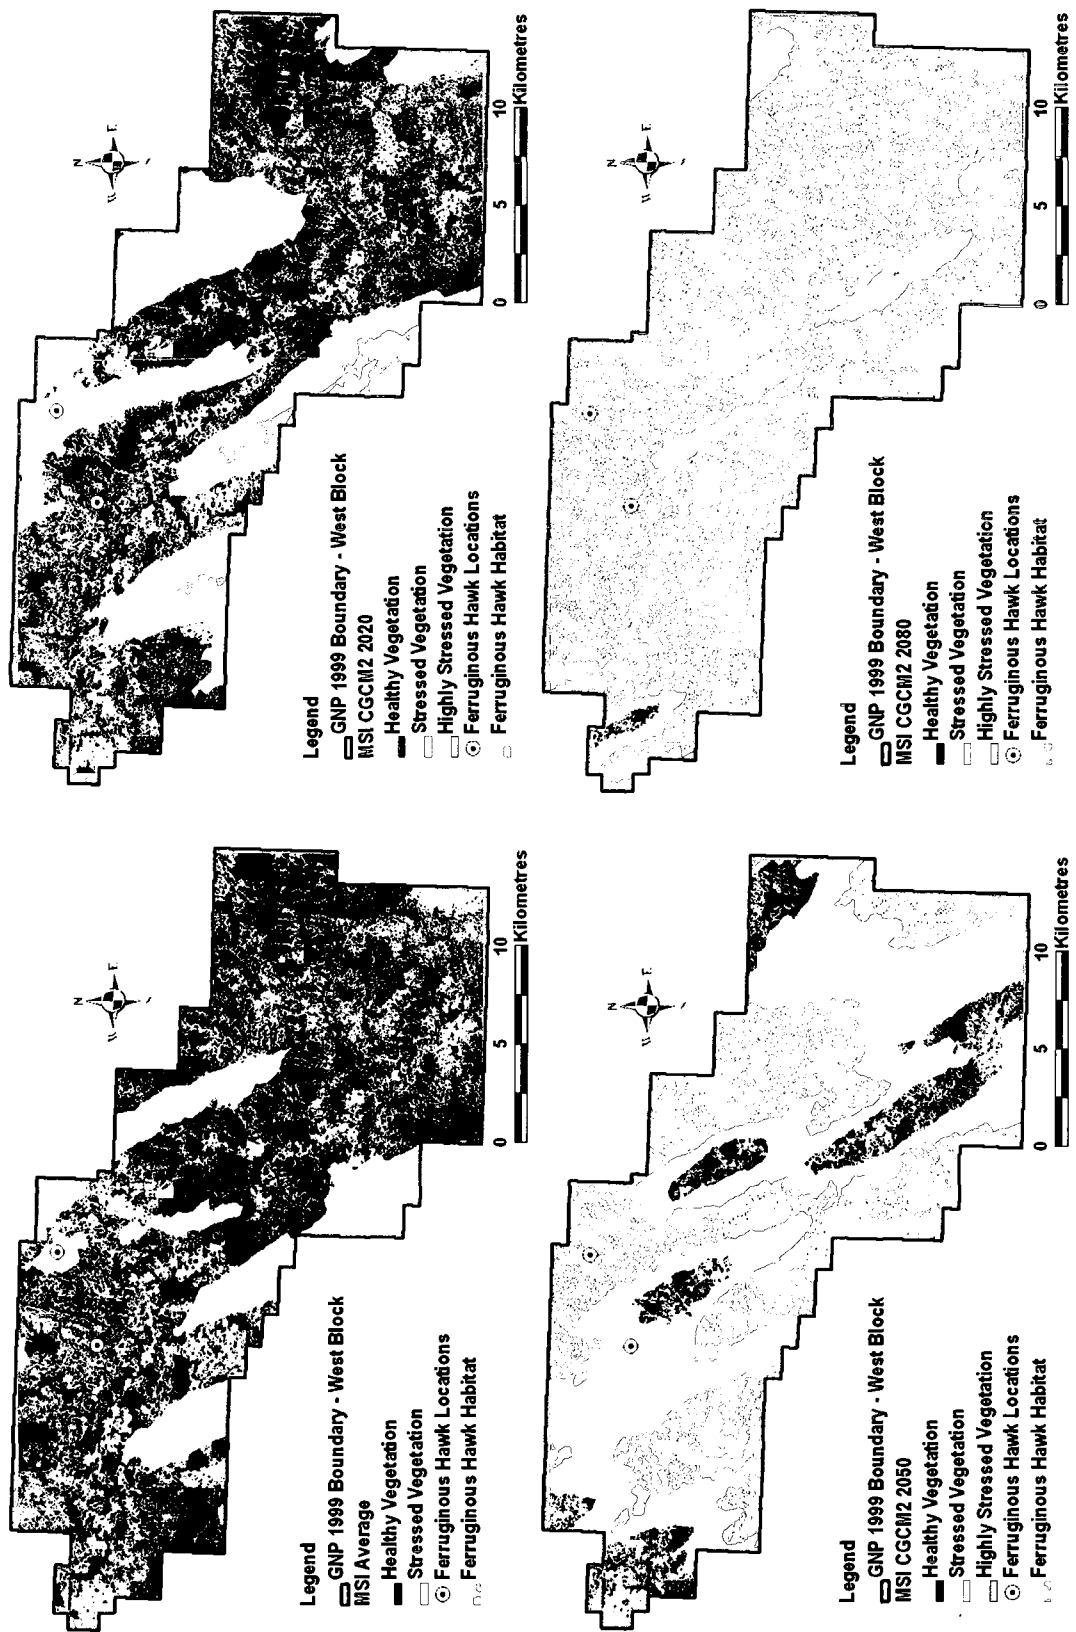 N
E
0 5 10
Kilometres
Legend
GNP 1999 Boundary - West Block
MSI Average
Healthy Vegetation
Stressed Vegetation
Ferruginous Hawk Locations
Ferruginous Hawk Habitat
N
E
0 5 10
Kilometres
Legend
GNP 1999 Boundary - West Block
MSI CGCM2 2020
Healthy Vegetation
Stressed Vegetation
Highly Stressed Vegetation
Ferruginous Hawk Locations
Ferruginous Hawk Habitat
N
E
0 5 10
Kilometres
Legend
GNP 1999 Boundary - West Block
MSI CGCM2 2050
Healthy Vegetation
Stressed Vegetation
Highly Stressed Vegetation
Ferruginous Hawk Locations
Ferruginous Hawk Habitat
N
E
0 5 10
Kilometres
Legend
GNP 1999 Boundary - West Block
MSI CGCM2 2080
Healthy Vegetation
Stressed Vegetation
Highly Stressed Vegetation
Ferruginous Hawk Locations
Ferruginous Hawk Habitat